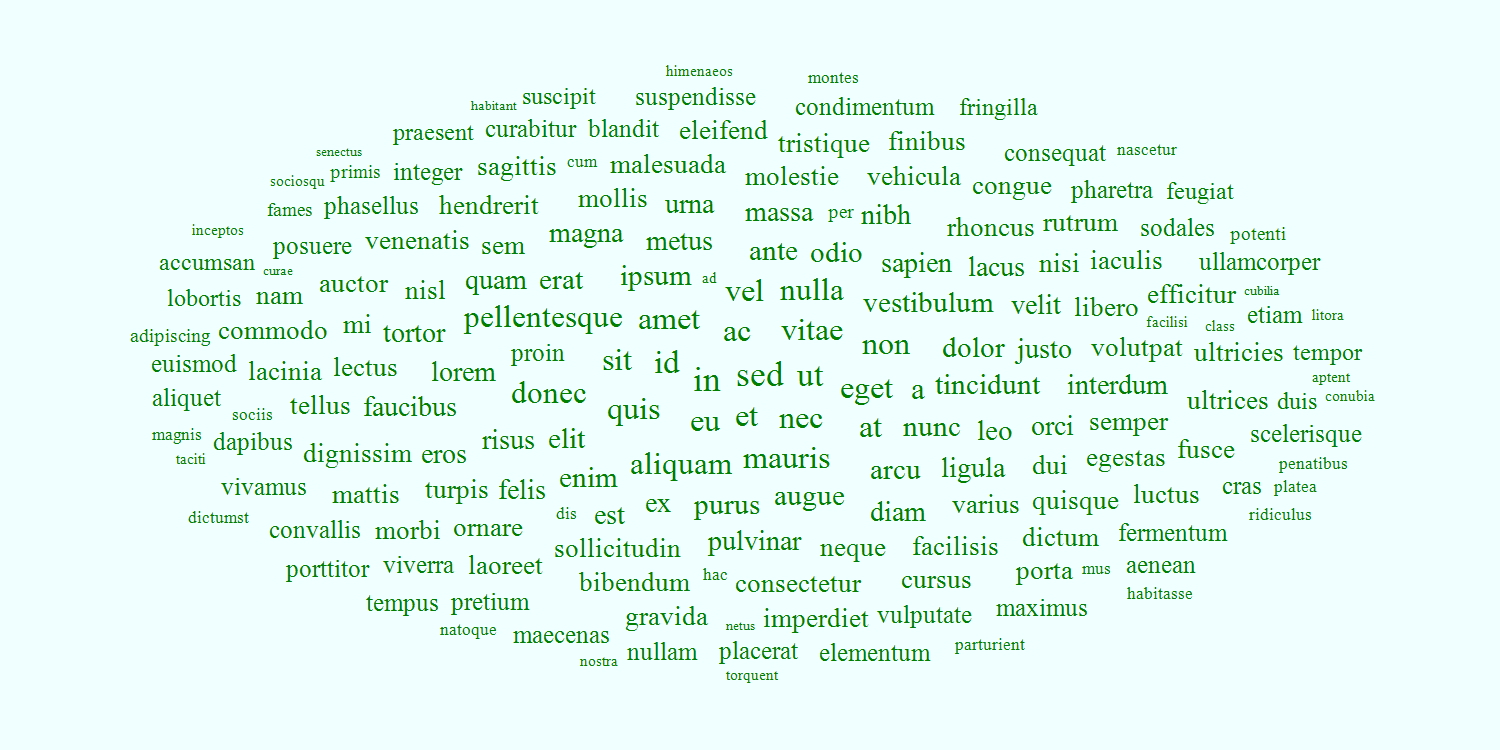 himenaeos montes
habitant suscipit suspendisse condimentum fringilla
praesent curabitur blandit eleifend tristique finibus
senectus primis integer sagittis cum malesuada consequat nascetur
sociosqu molestie vehicula congue pharetra feugiat
fames phasellus hendrerit mollis urna massa per nibh
inceptos rhoncus rutrum sodales potenti
posuere venenatis sem magna metus ante odio
accumsan curae sapien lacus nisi iaculis ullamcorper
lobortis nam auctor nisl quam erat ipsum ad vel nulla vestibulum velit libero efficitur cubilia
adipiscing commodo mi tortor pellentesque amet ac vitae facilisi class etiam litora
euismod lacinia lectus lorem proin sit id non dolor justo volutpat ultricies tempor
in sed ut eget a tincidunt interdum aptent
aliquet sociis tellus faucibus donec quis ultrices duis conubia
magnis dapibus eu et nec at nunc leo orci semper scelerisque
taciti dignissim eros risus elit enim aliquam mauris arcu ligula dui egestas fusce penatibus
vivamus mattis turpis felis ex purus augue diam varius quisque luctus cras platea
dictumst convallis morbi ornare dis est ridiculus
sollicitudin pulvinar neque facilisis dictum fermentum
porttitor viverra laoreet bibendum hac consectetur cursus porta mus aenean
tempus pretium habitasse
natoque maecenas gravida netus imperdiet vulputate maximus
nostra nullam placerat elementum parturient
torquent